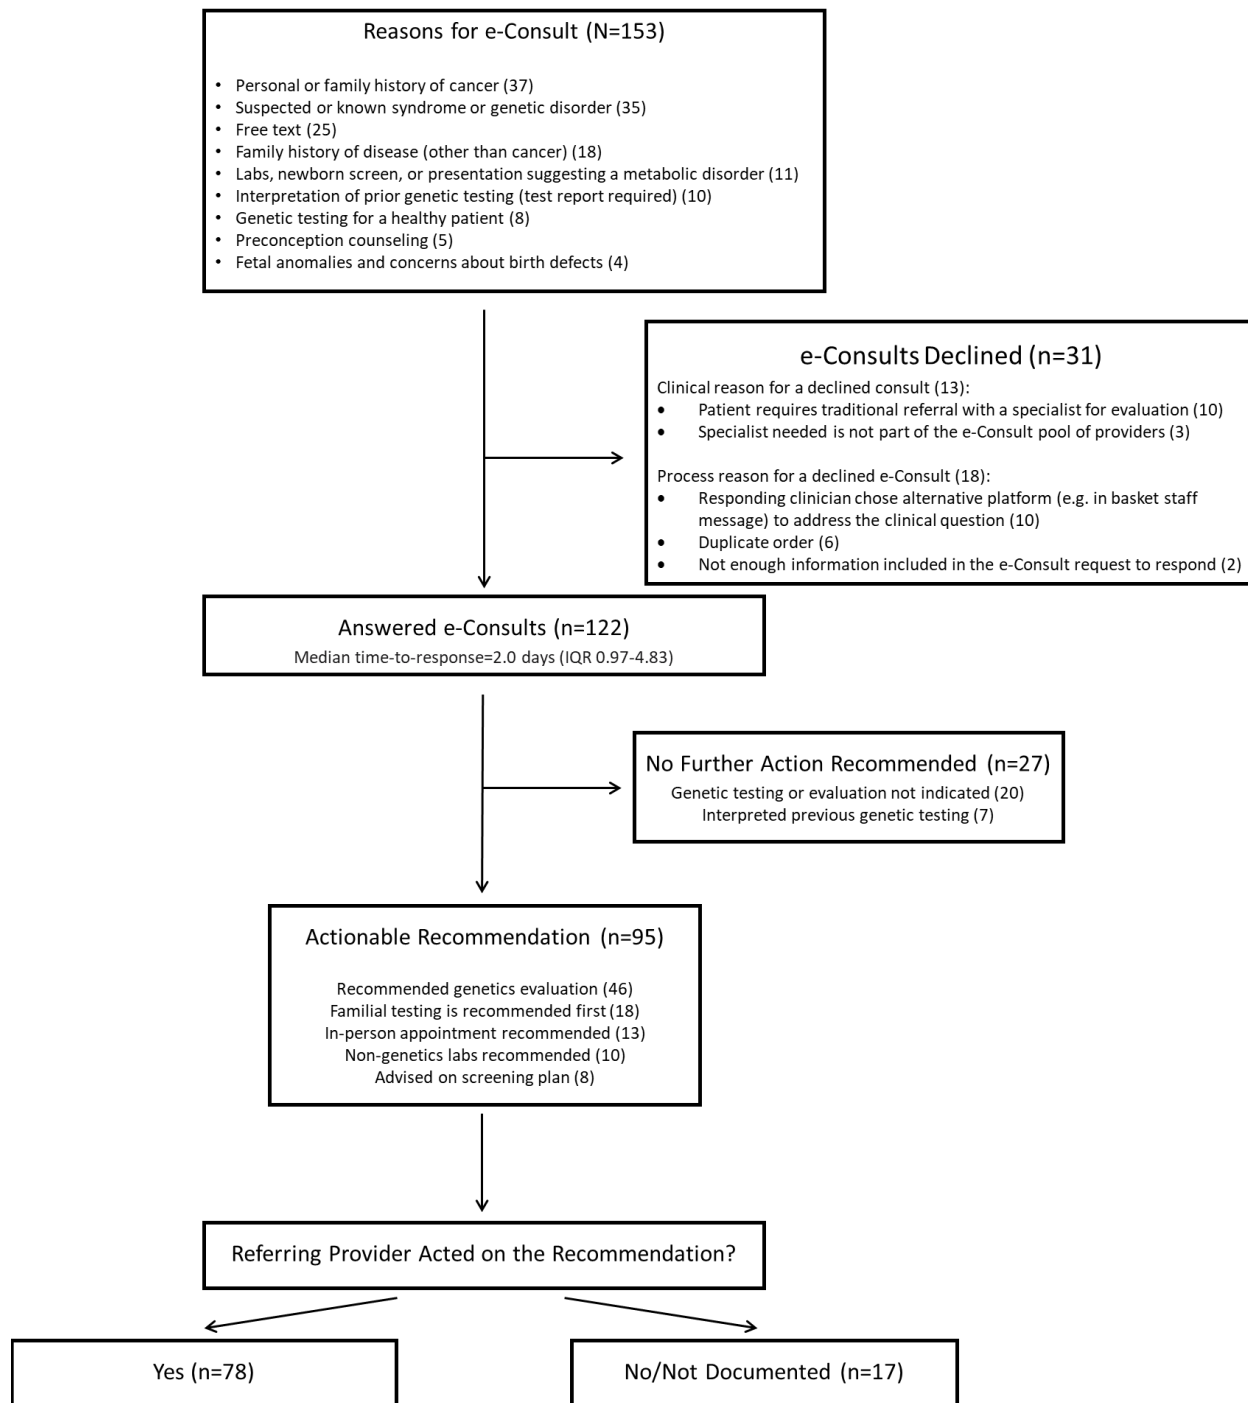 Reasons for e-Consult (N=153)
• Personal or family history of cancer (37)
• Suspected or known syndrome or genetic disorder (35)
• Free text (25)
• Family history of disease (other than cancer) (18)
• Labs, newborn screen, or presentation suggesting a metabolic disorder (11)
• Interpretation of prior genetic testing (test report required) (10)
• Genetic testing for a healthy patient (8)
• Preconception counseling (5)
• Fetal anomalies and concerns about birth defects (4)
e-Consults Declined (n=31)
Clinical reason for a declined consult (13):
• Patient requires traditional referral with a specialist for evaluation (10)
• Specialist needed is not part of the e-Consult pool of providers (3)
Process reason for a declined e-Consult (18):
• Responding clinician chose alternative platform (e.g. in basket staff
message) to address the clinical question (10)
• Duplicate order (6)
• Not enough information included in the e-Consult request to respond (2)
Answered e-Consults (n=122)
Median time-to-response=2.0 days (IQR 0.97-4.83)
No Further Action Recommended (n=27)
Genetic testing or evaluation not indicated (20)
Interpreted previous genetic testing (7)
Actionable Recommendation (n=95)
Recommended genetics evaluation (46)
Familial testing is recommended first (18)
In-person appointment recommended (13)
Non-genetics labs recommended (10)
Advised on screening plan (8)
Referring Provider Acted on the Recommendation?
Yes (n=78)
No/Not Documented (n=17)